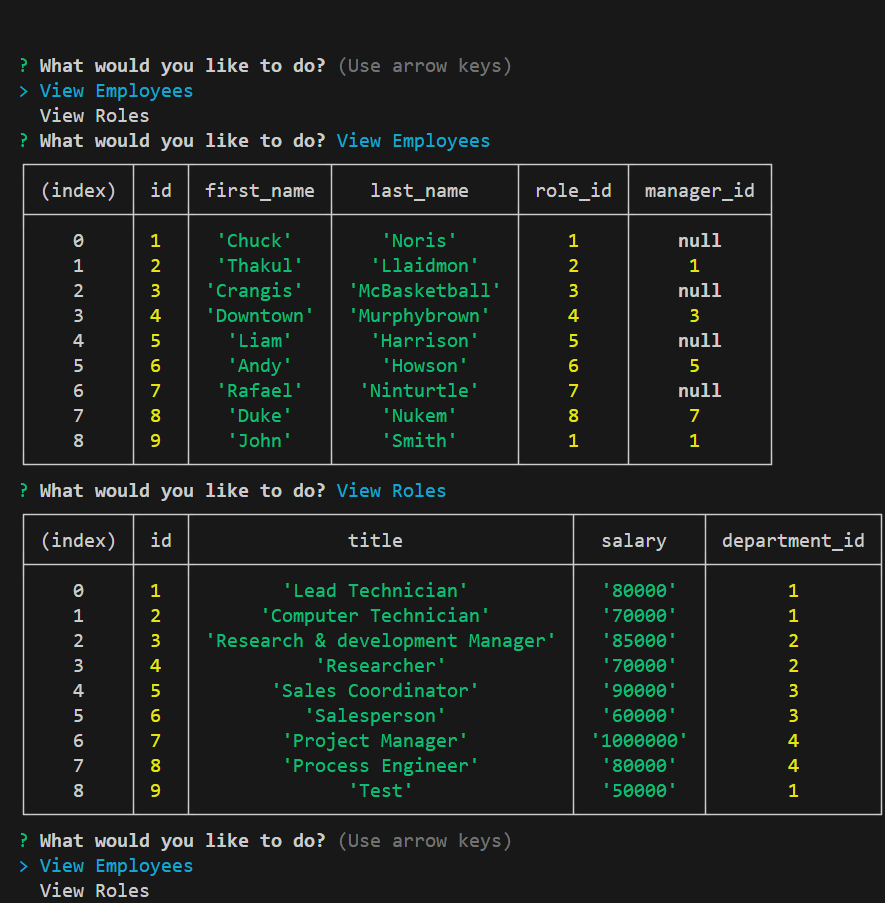 ? What would you like to do? (Use arrow keys)
> View Employees
View Roles
? What would you like to do? View Employees
(index) id first_name last_name role_id manager_id
0 1 'Chuck' 'Noris' 1 null
1 2 'Thakul' 'Llaidmon' 2 1
2 3 'Crangis' 'McBasketball' 3 null
3 4 'Downtown' 'Murphybrown' 4 3
4 5 'Liam' 'Harrison' 5 null
5 6 'Andy' 'Howson' 6 5
6 7 'Rafael' 'Ninturtle' 7 null
7 8 'Duke' 'Nukem' 8 7
8 9 'John' 'Smith' 1 1
? What would you like to do? View Roles
(index) id title salary department_id
0 1 'Lead Technician' '80000' 1
1 2 'Computer Technician' '70000' 1
2 3 'Research & development Manager' '85000' 2
3 4 'Researcher' '70000' 2
4 5 'Sales Coordinator' '90000' 3
5 6 'Salesperson' '60000' 3
6 7 'Project Manager' '1000000' 4
7 8 'Process Engineer' '80000' 4
8 9 'Test' '50000' 1
? What would you like to do? (Use arrow keys)
> View Employees
View Roles